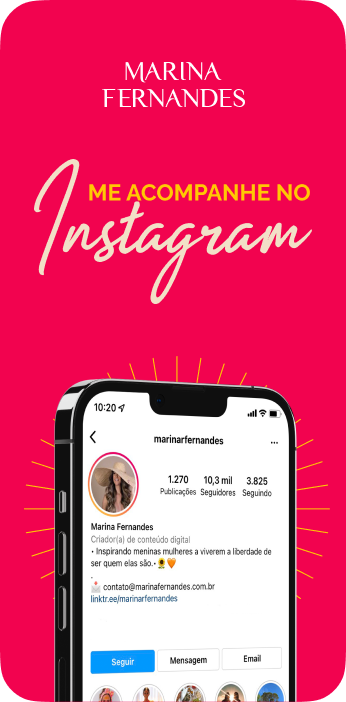 MARINA
FERNANDES
ME ACOMPANHE NO
Instagram
10:20
marinarfernandes
1.270 10,3 mil 3.825
Publicações Seguidores Seguindo
Marina Fernandes
Criador(a) de conteúdo digital
• Inspirando meninas mulheres a viverem a liberdade de
ser quem elas são.• 🌻🧡
.
📩 contato@marinafernandes.com.br
linktr.ee/marinarfernandes
Seguir Mensagem Email